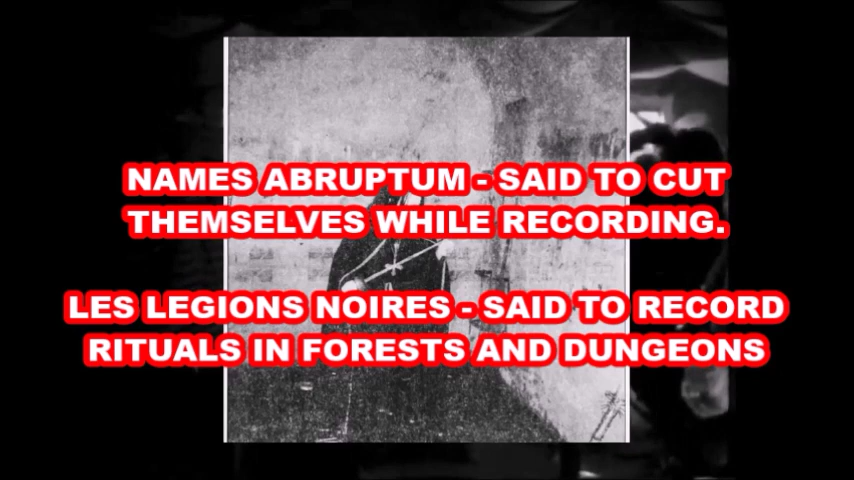 NAMES ABRUPTUM - SAID TO CUT
THEMSELVES WHILE RECORDING.
LES LEGIONS NOIRES - SAID TO RECORD
RITUALS IN FORESTS AND DUNGEONS